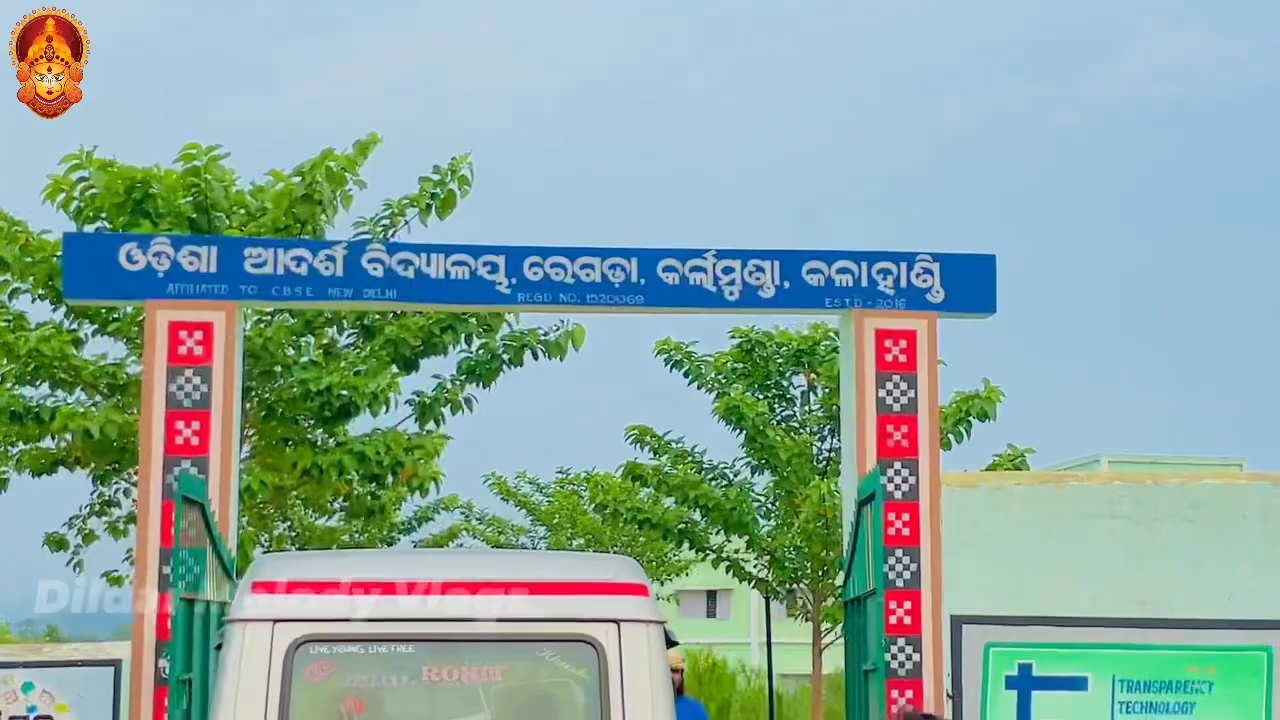 ଓଡ଼ିଶା ଆଦର୍ଶ ବିଦ୍ୟାଳୟ, ରେଗଡ଼ା, କର୍ଲାମୁଣ୍ଡା, କଳାହାଣ୍ଡି
AFFILIATED TO C.B.S.E NEW DELHI REGD NO. 1520069 ESTD - 2016
LIVE YOUNG LIVE FREE
ROHIT
TRANSPARENCY
TECHNOLOGY